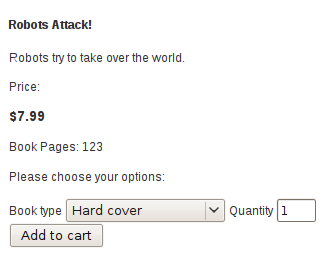 Robots Attack!
Robots try to take over the world.
Price:
$7.99
Book Pages: 123
Please choose your options:
Book type Hard cover Quantity 1
Add to cart